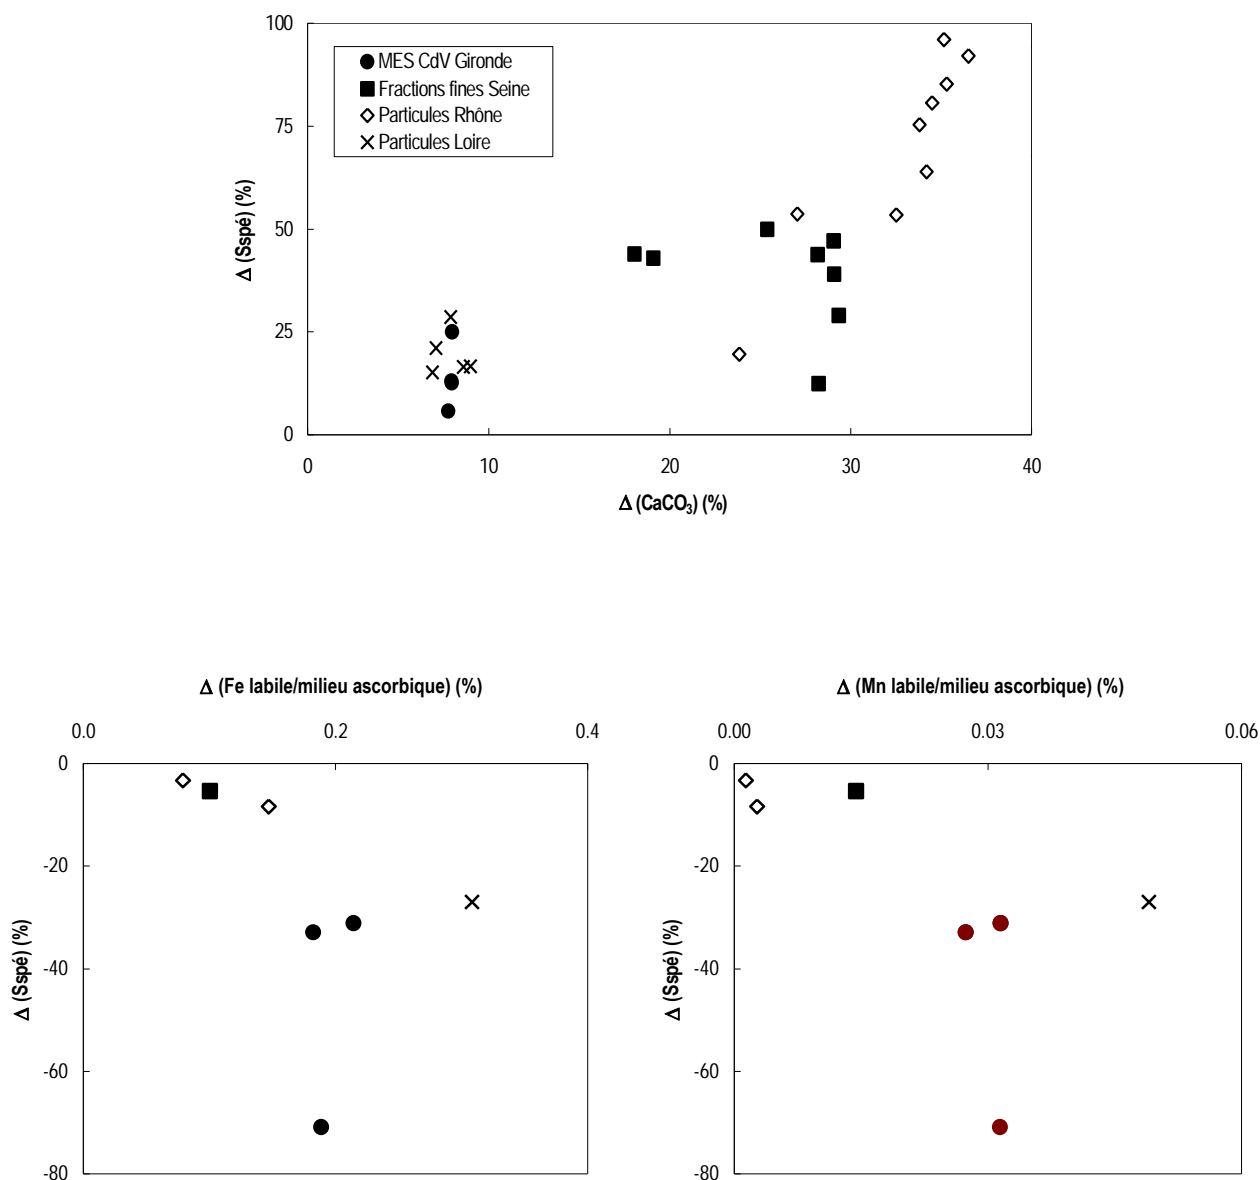 100
75
50
25
0
Δ (Sspé) (%)
MES CdV Gironde
Fractions fines Seine
Particules Rhône
Particules Loire
0 10 20 30 40
Δ (CaCO₃) (%)
Δ (Fe labile/milieu ascorbique) (%)
0.0 0.2 0.4
0
-20
-40
-60
-80
Δ (Sspé) (%)
Δ (Mn labile/milieu ascorbique) (%)
0.00 0.03 0.06
0
-20
-40
-60
-80
Δ (Sspé) (%)